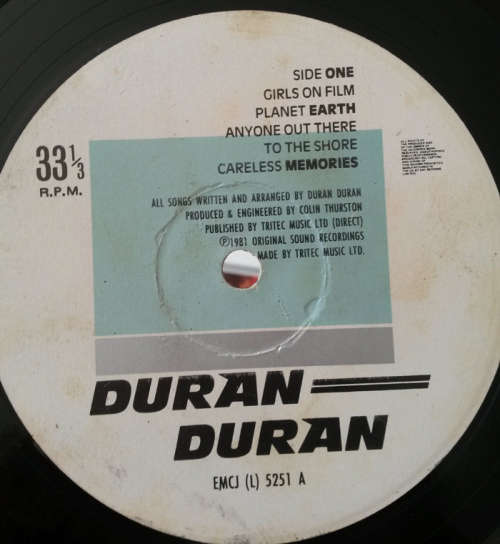 SIDE ONE
GIRLS ON FILM
PLANET EARTH
ANYONE OUT THERE
TO THE SHORE
CARELESS MEMORIES
33 1/3
R.P.M.
ALL SONGS WRITTEN AND ARRANGED BY DURAN DURAN
PRODUCED & ENGINEERED BY COLIN THURSTON
PUBLISHED BY TRITEC MUSIC LTD (DIRECT)
℗1981 ORIGINAL SOUND RECORDINGS
MADE BY TRITEC MUSIC LTD.
DURAN
DURAN
EMCJ (L) 5251 A